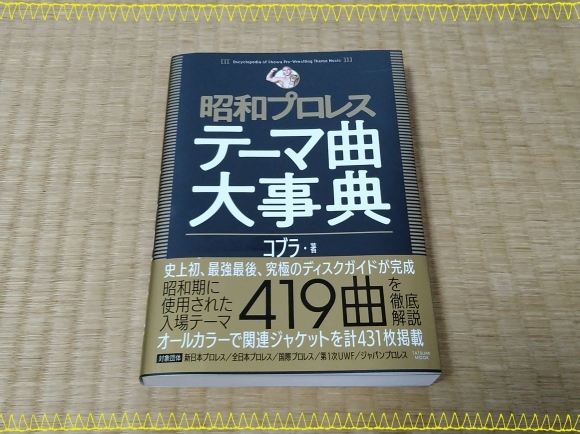 Encyclopedia of Showa Pro-Wrestling Theme Music
昭和プロレス
テーマ曲
大事典
コブラ・著
史上初、最強最後、究極のディスクガイドが完成
昭和期に
使用された
入場テーマ
419曲
を徹底
解説
オールカラーで関連ジャケットを計431枚掲載
対象団体 新日本プロレス/全日本プロレス/国際プロレス/第1次UWF/ジャパンプロレス
TATSUMI
MOOK